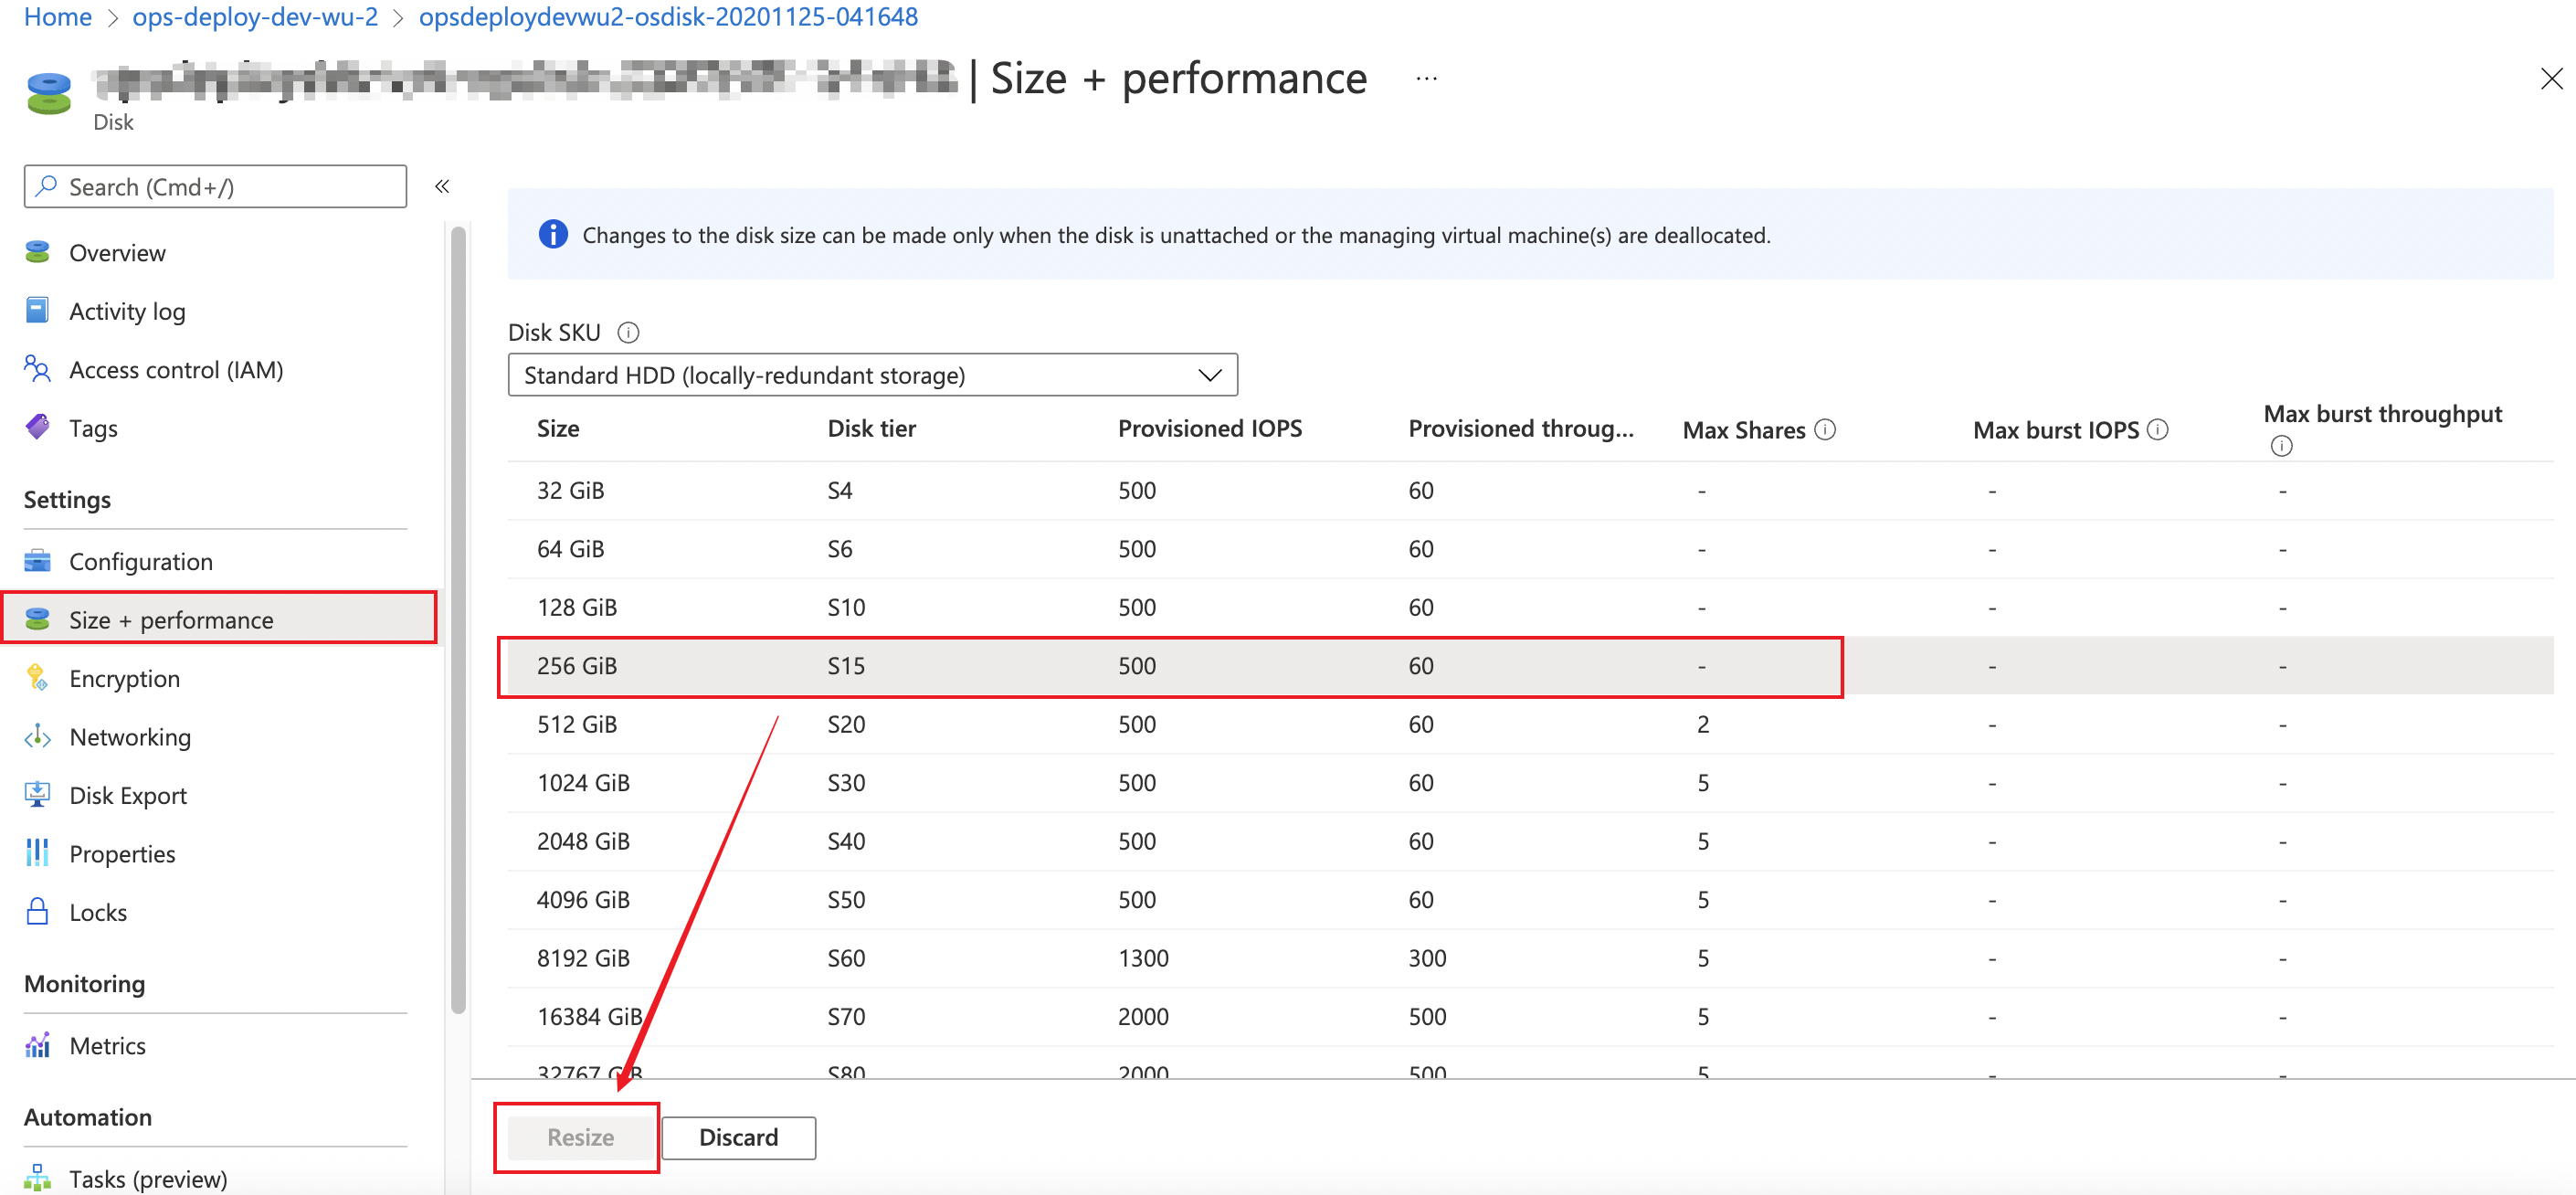 Home > ops-deploy-dev-wu-2 > opsdeploydevwu2-osdisk-20201125-041648
| Size + performance ...
Disk
Search (Cmd+/)
«
Overview
Activity log
Access control (IAM)
Tags
Settings
Configuration
Size + performance
Encryption
Networking
Disk Export
Properties
Locks
Monitoring
Metrics
Automation
Tasks (preview)
Changes to the disk size can be made only when the disk is unattached or the managing virtual machine(s) are deallocated.
Disk SKU
Standard HDD (locally-redundant storage)
Size Disk tier Provisioned IOPS Provisioned throug... Max Shares Max burst IOPS Max burst throughput
32 GiB S4 500 60 - - -
64 GiB S6 500 60 - - -
128 GiB S10 500 60 - - -
256 GiB S15 500 60 - - -
512 GiB S20 500 60 2 - -
1024 GiB S30 500 60 5 - -
2048 GiB S40 500 60 5 - -
4096 GiB S50 500 60 5 - -
8192 GiB S60 1300 300 5 - -
16384 GiB S70 2000 500 5 - -
32767 GiB S80 2000 500 5 - -
Resize Discard